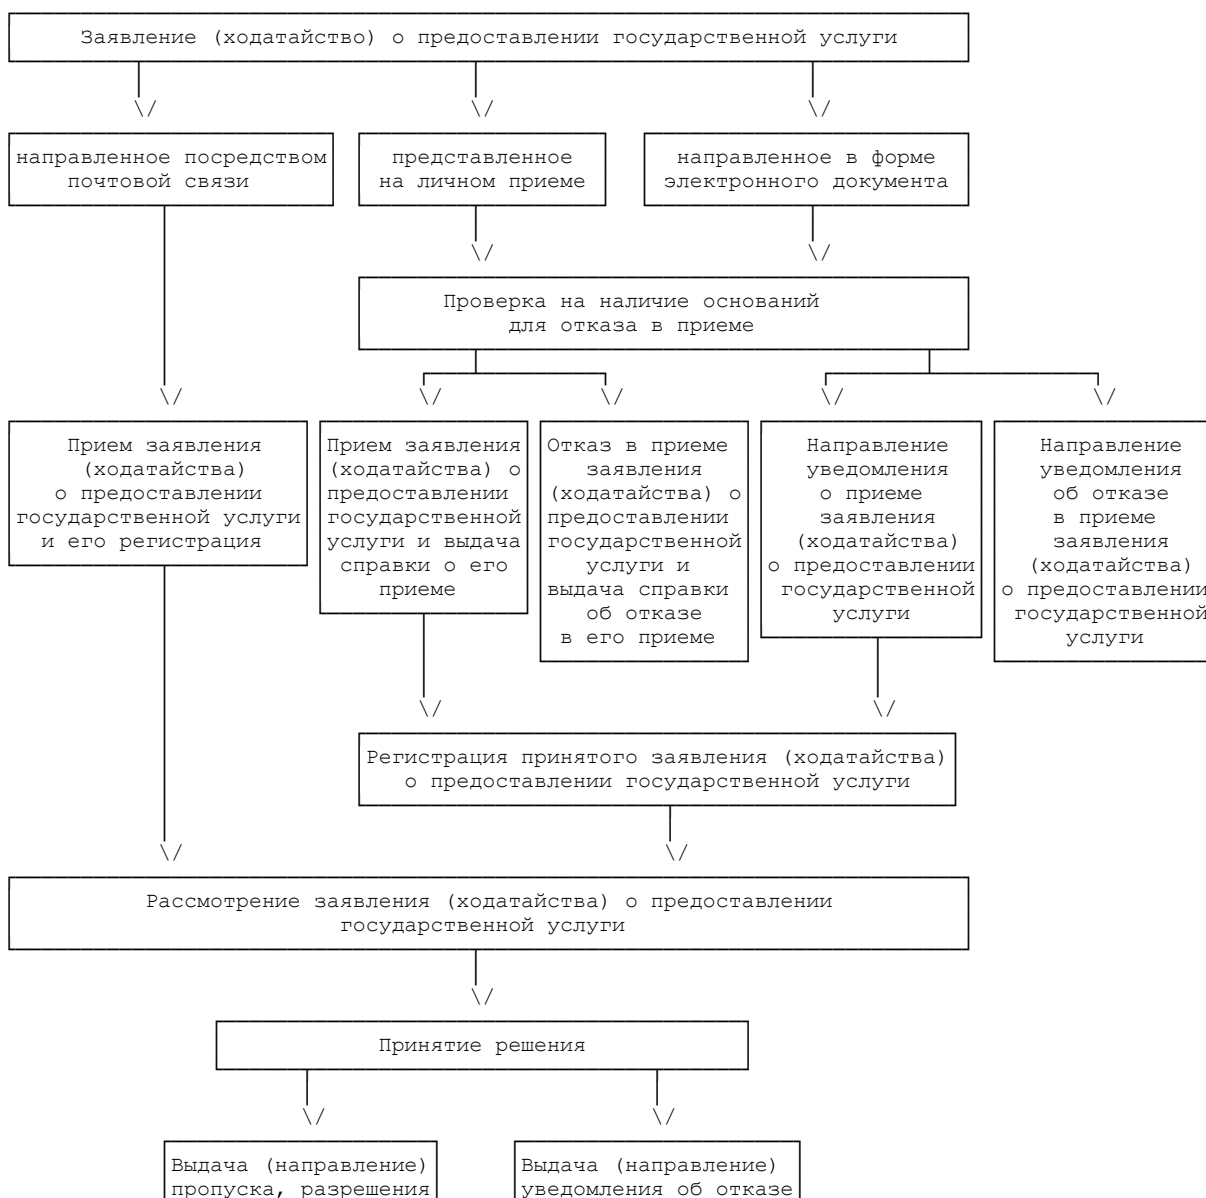 Заявление (ходатайство) о предоставлении государственной услуги
направленное посредством
почтовой связи
представленное
на личном приеме
направленное в форме
электронного документа
Проверка на наличие оснований
для отказа в приеме
Прием заявления
(ходатайства)
о предоставлении
государственной услуги
и его регистрация
Прием заявления
(ходатайства) о
предоставлении
государственной
услуги и выдача
справки о его
приеме
Отказ в приеме
заявления
(ходатайства) о
предоставлении
государственной
услуги и
выдача справки
об отказе
в его приеме
Направление
уведомления
о приеме
заявления
(ходатайства)
о предоставлении
государственной
услуги
Направление
уведомления
об отказе
в приеме
заявления
(ходатайства)
о предоставлении
государственной
услуги
Регистрация принятого заявления (ходатайства)
о предоставлении государственной услуги
Рассмотрение заявления (ходатайства) о предоставлении
государственной услуги
Принятие решения
Выдача (направление)
пропуска, разрешения
Выдача (направление)
уведомления об отказе